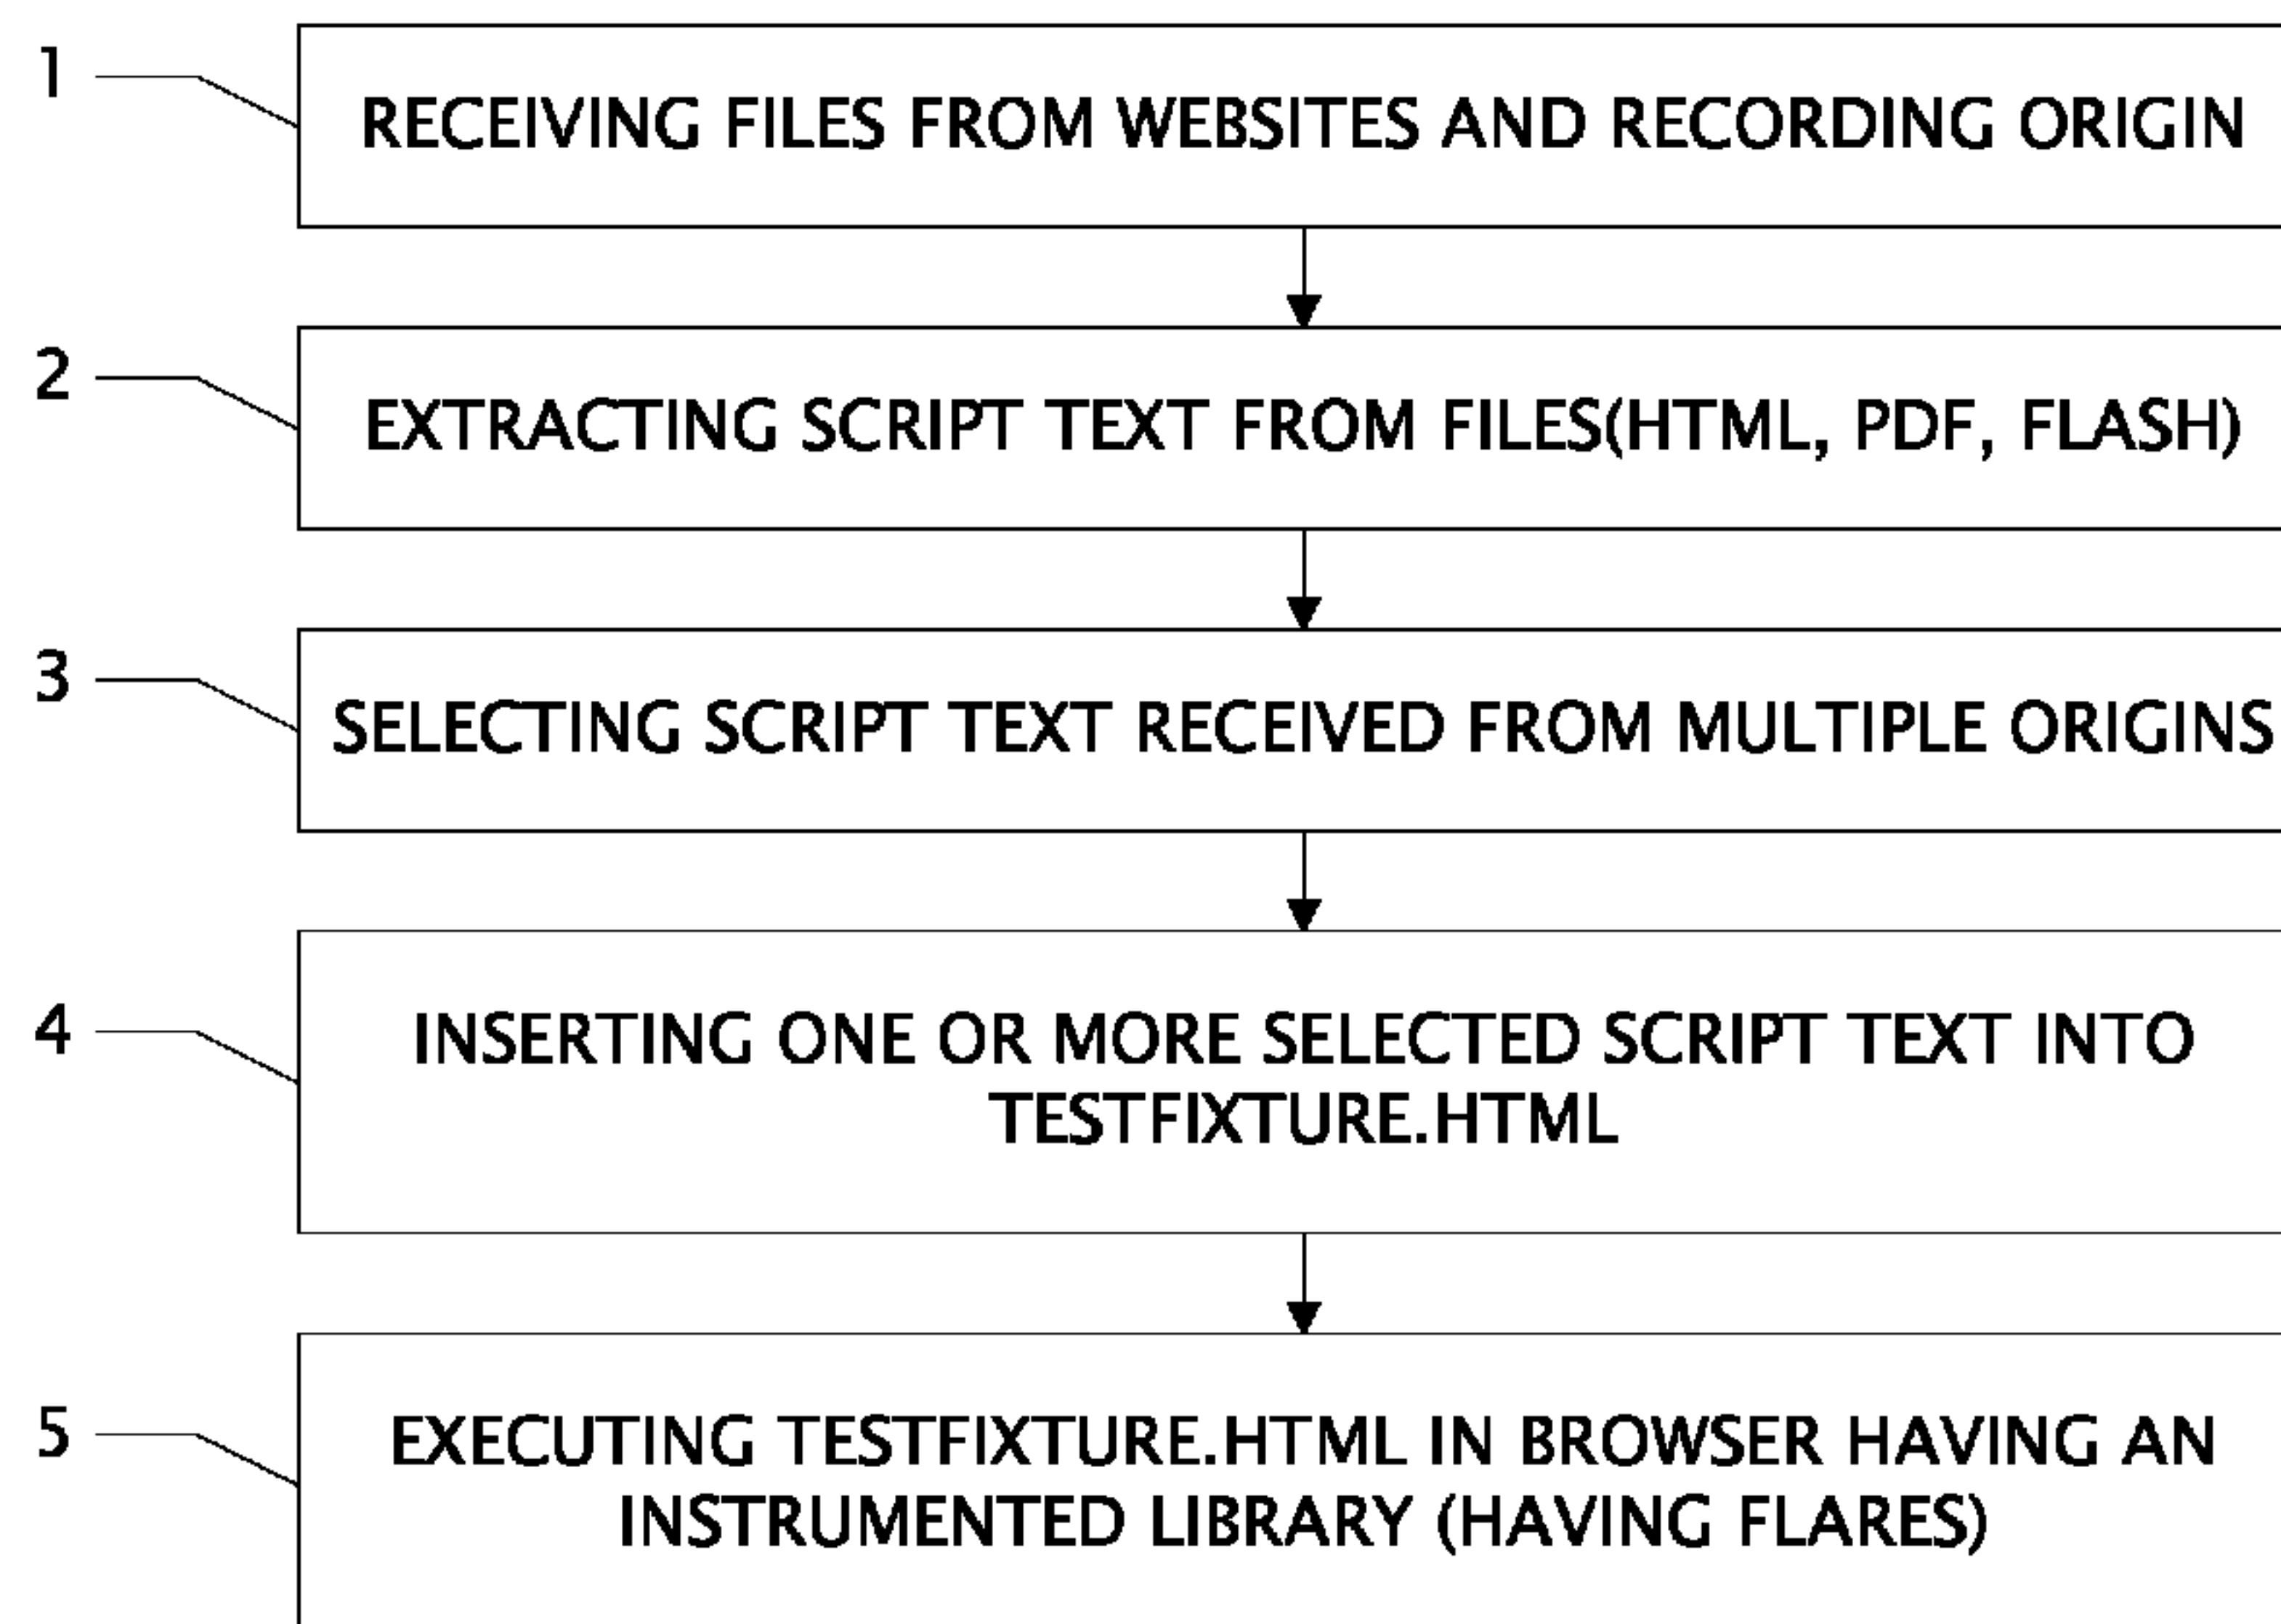 1
RECEIVING FILES FROM WEBSITES AND RECORDING ORIGIN
2
EXTRACTING SCRIPT TEXT FROM FILES(HTML, PDF, FLASH)
3
SELECTING SCRIPT TEXT RECEIVED FROM MULTIPLE ORIGINS
4
INSERTING ONE OR MORE SELECTED SCRIPT TEXT INTO
TESTFIXTURE.HTML
5
EXECUTING TESTFIXTURE.HTML IN BROWSER HAVING AN
INSTRUMENTED LIBRARY (HAVING FLARES)